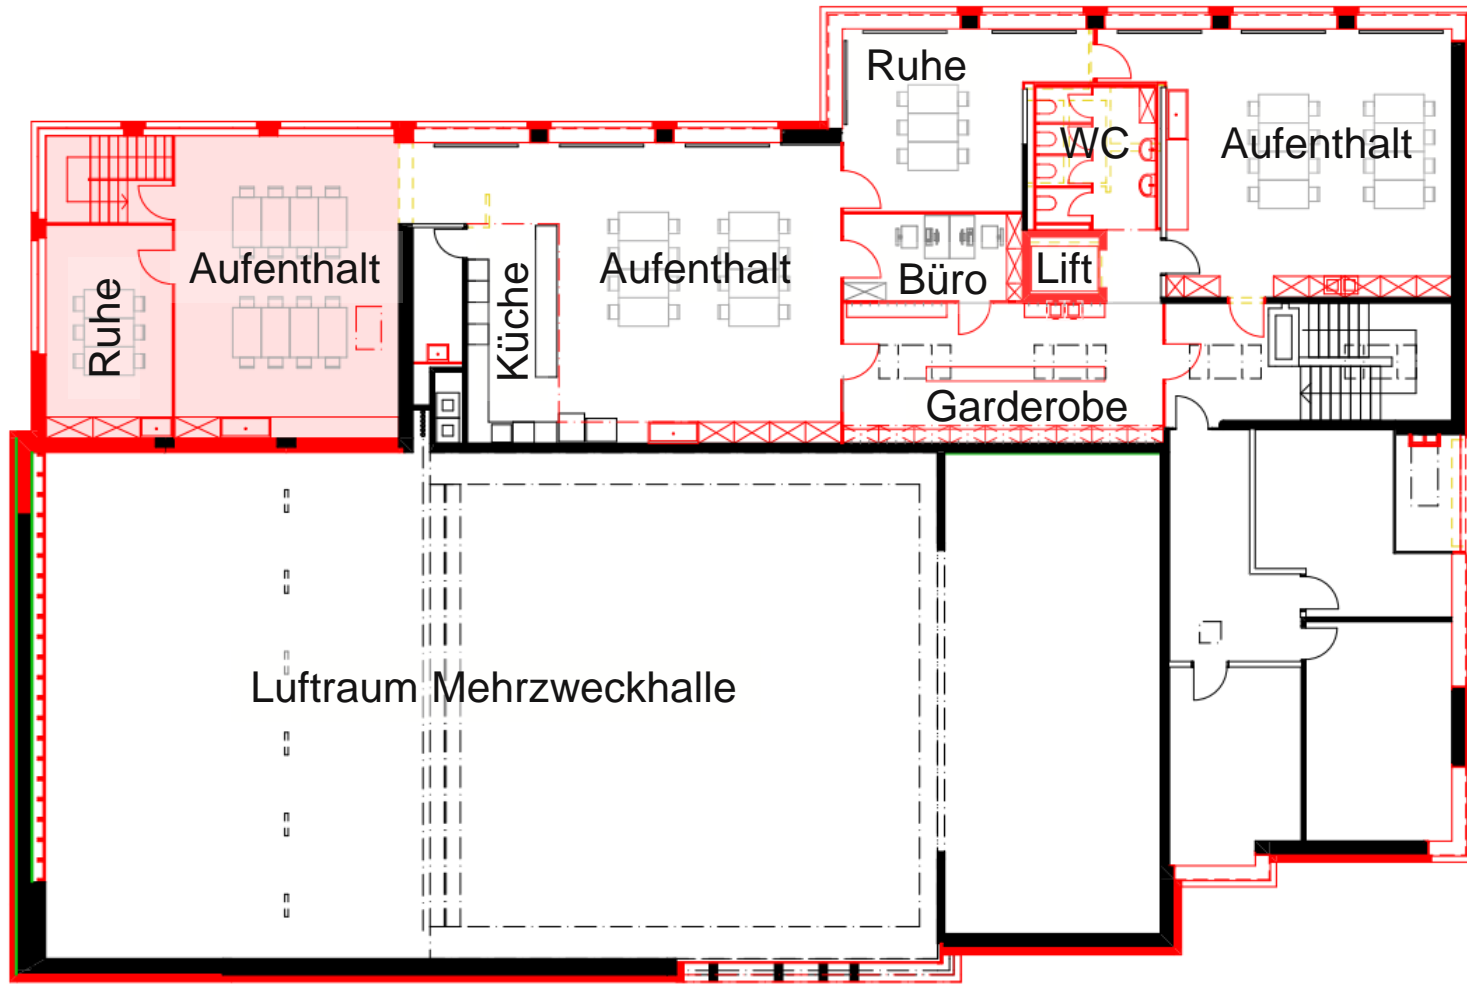 Ruhe
WC
Aufenthalt
Aufenthalt
Aufenthalt
Büro
Lift
Ruhe
Küche
Garderobe
Luftraum Mehrzweckhalle